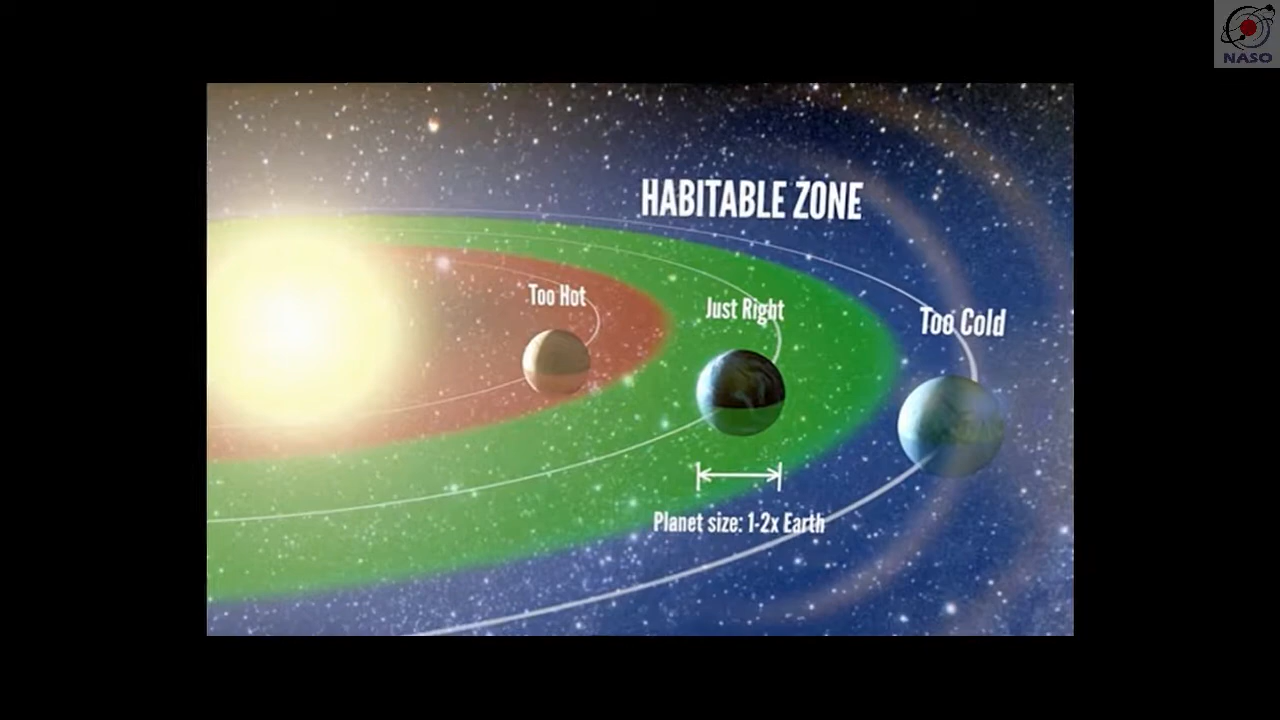 NASO
HABITABLE ZONE
Too Hot
Just Right
Too Cold
Planet size: 1-2x Earth